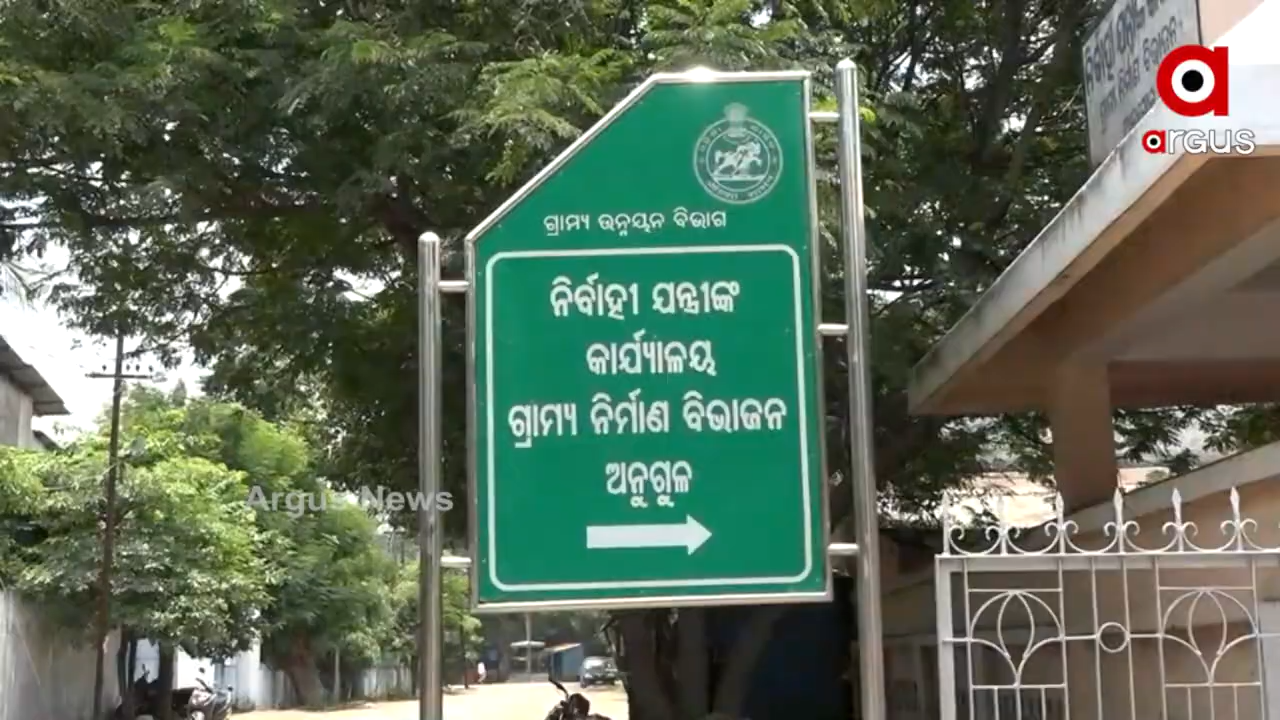 ଗ୍ରାମ୍ୟ ଉନ୍ନୟନ ବିଭାଗ
ନିର୍ବାହୀ ଯନ୍ତ୍ରୀଙ୍କ
କାର୍ଯ୍ୟାଳୟ
ଗ୍ରାମ୍ୟ ନିର୍ମାଣ ବିଭାଜନ
ଅନୁଗୁଳ
argus
Argus News